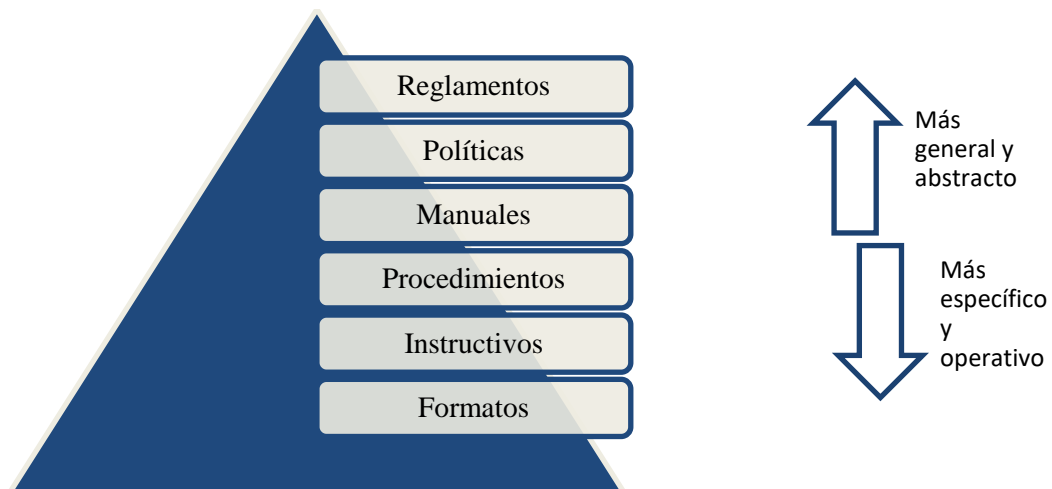 Reglamentos
Políticas
Manuales
Procedimientos
Instructivos
Formatos
Más
general y
abstracto
Más
específico
y
operativo